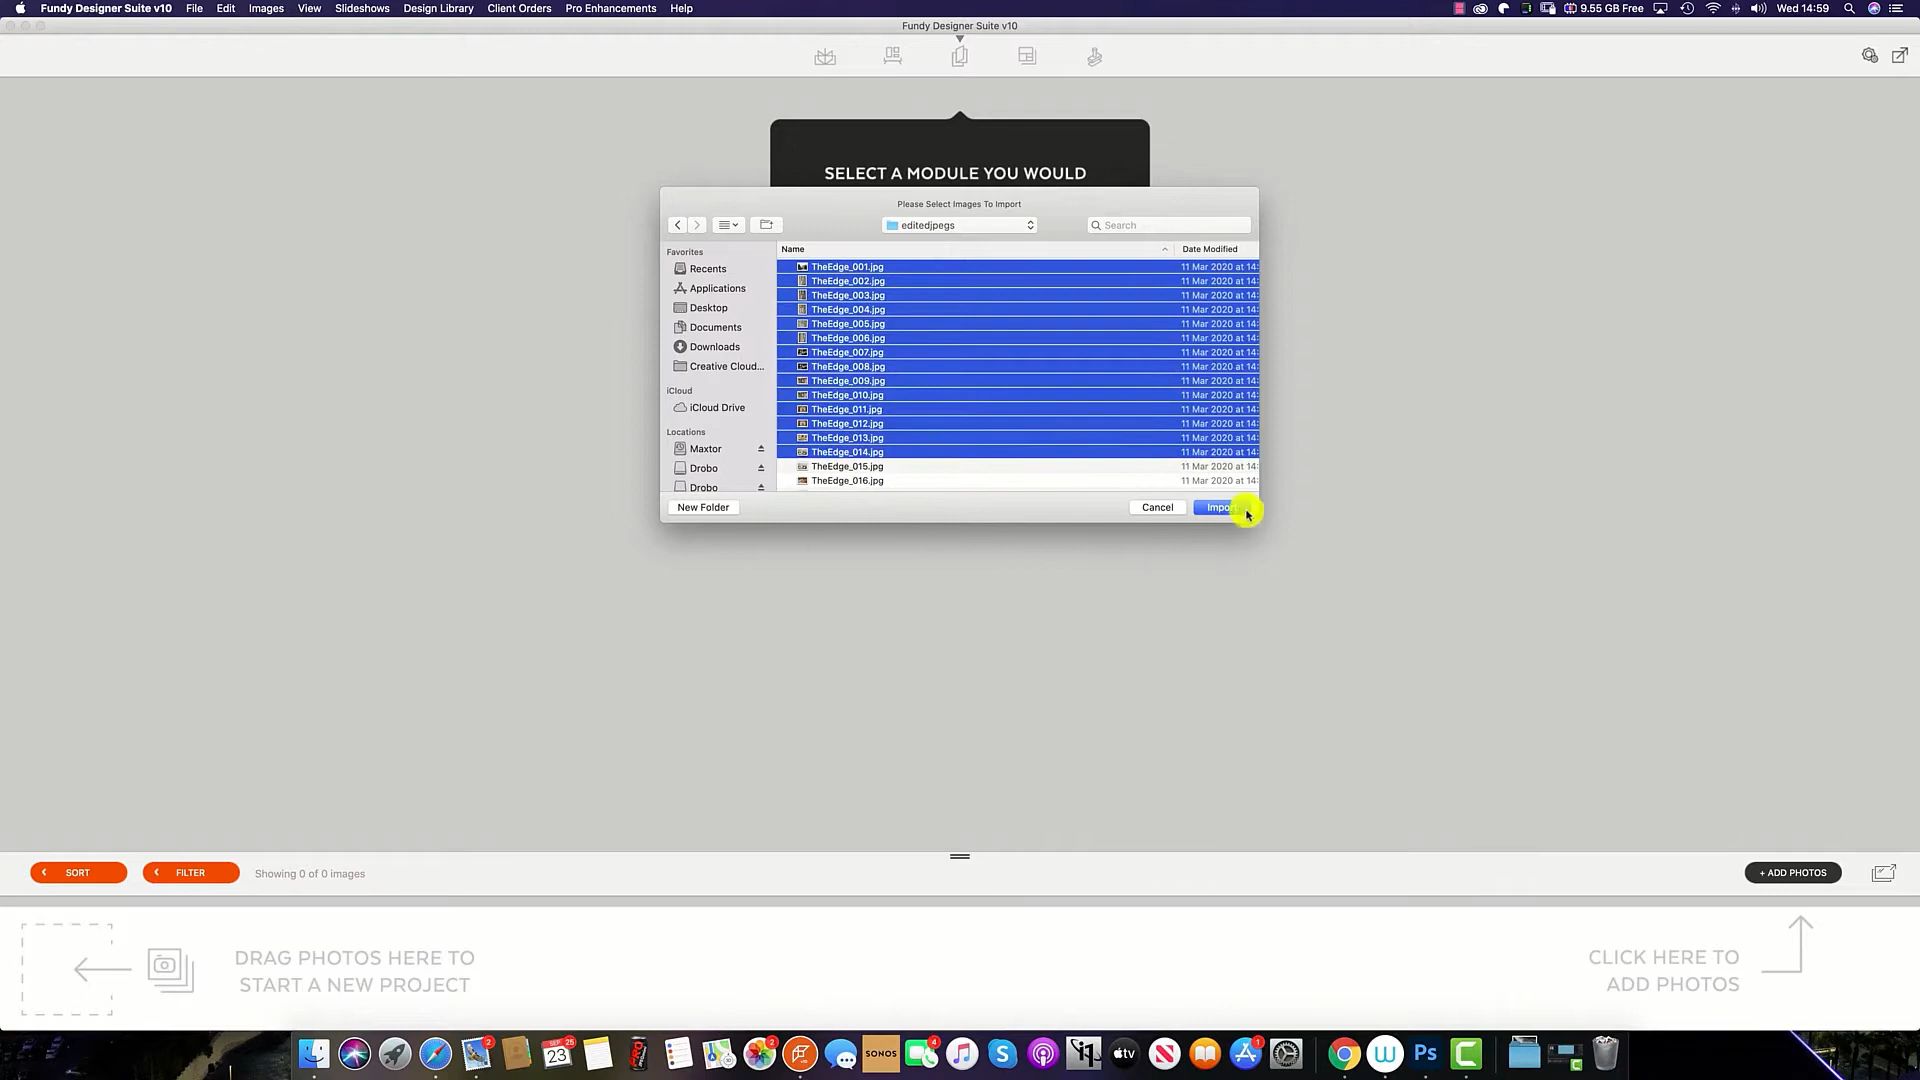 Fundy Designer Suite v10 File Edit Images View Slideshows Design Library Client Orders Pro Enhancements Help 9.55 GB Free Wed 14:59
Fundy Designer Suite v10
SELECT A MODULE YOU WOULD
Please Select Images To Import
editedjpegs
Search
Favorites
Recents
Applications
Desktop
Documents
Downloads
Creative Cloud...
iCloud
iCloud Drive
Locations
Maxtor
Drobo
Drobo
Name Date Modified
TheEdge_001.jpg 11 Mar 2020 at 14:
TheEdge_002.jpg 11 Mar 2020 at 14:
TheEdge_003.jpg 11 Mar 2020 at 14:
TheEdge_004.jpg 11 Mar 2020 at 14:
TheEdge_005.jpg 11 Mar 2020 at 14:
TheEdge_006.jpg 11 Mar 2020 at 14:
TheEdge_007.jpg 11 Mar 2020 at 14:
TheEdge_008.jpg 11 Mar 2020 at 14:
TheEdge_009.jpg 11 Mar 2020 at 14:
TheEdge_010.jpg 11 Mar 2020 at 14:
TheEdge_011.jpg 11 Mar 2020 at 14:
TheEdge_012.jpg 11 Mar 2020 at 14:
TheEdge_013.jpg 11 Mar 2020 at 14:
TheEdge_014.jpg 11 Mar 2020 at 14:
TheEdge_015.jpg 11 Mar 2020 at 14:
TheEdge_016.jpg 11 Mar 2020 at 14:
New Folder Cancel Import
SORT FILTER Showing 0 of 0 images + ADD PHOTOS
DRAG PHOTOS HERE TO
START A NEW PROJECT
CLICK HERE TO
ADD PHOTOS
2 SEP 25 23 2 SONOS 4 S tv N 1 W Ps C